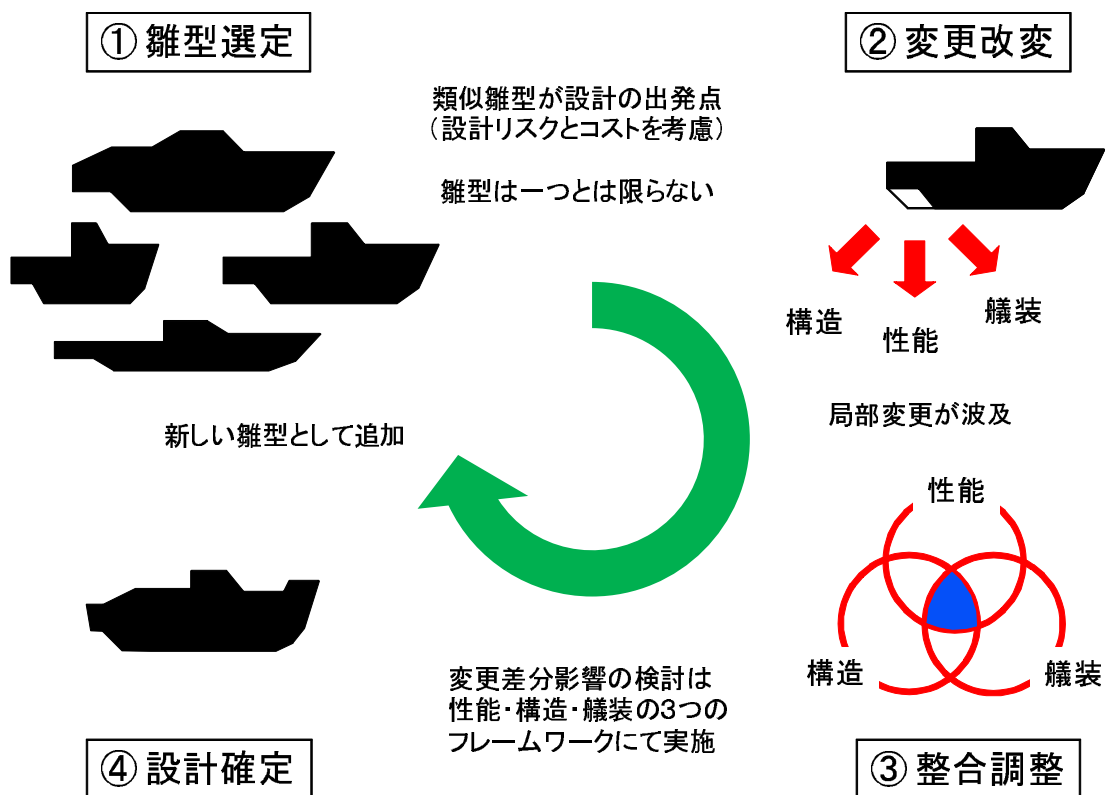 ① 雛型選定
類似雛型が設計の出発点
（設計リスクとコストを考慮）
雛型は一つとは限らない
② 変更改変
構造
性能
艤装
局部変更が波及
性能
構造
艤装
③ 整合調整
変更差分影響の検討は
性能・構造・艤装の3つの
フレームワークにて実施
④ 設計確定
新しい雛型として追加